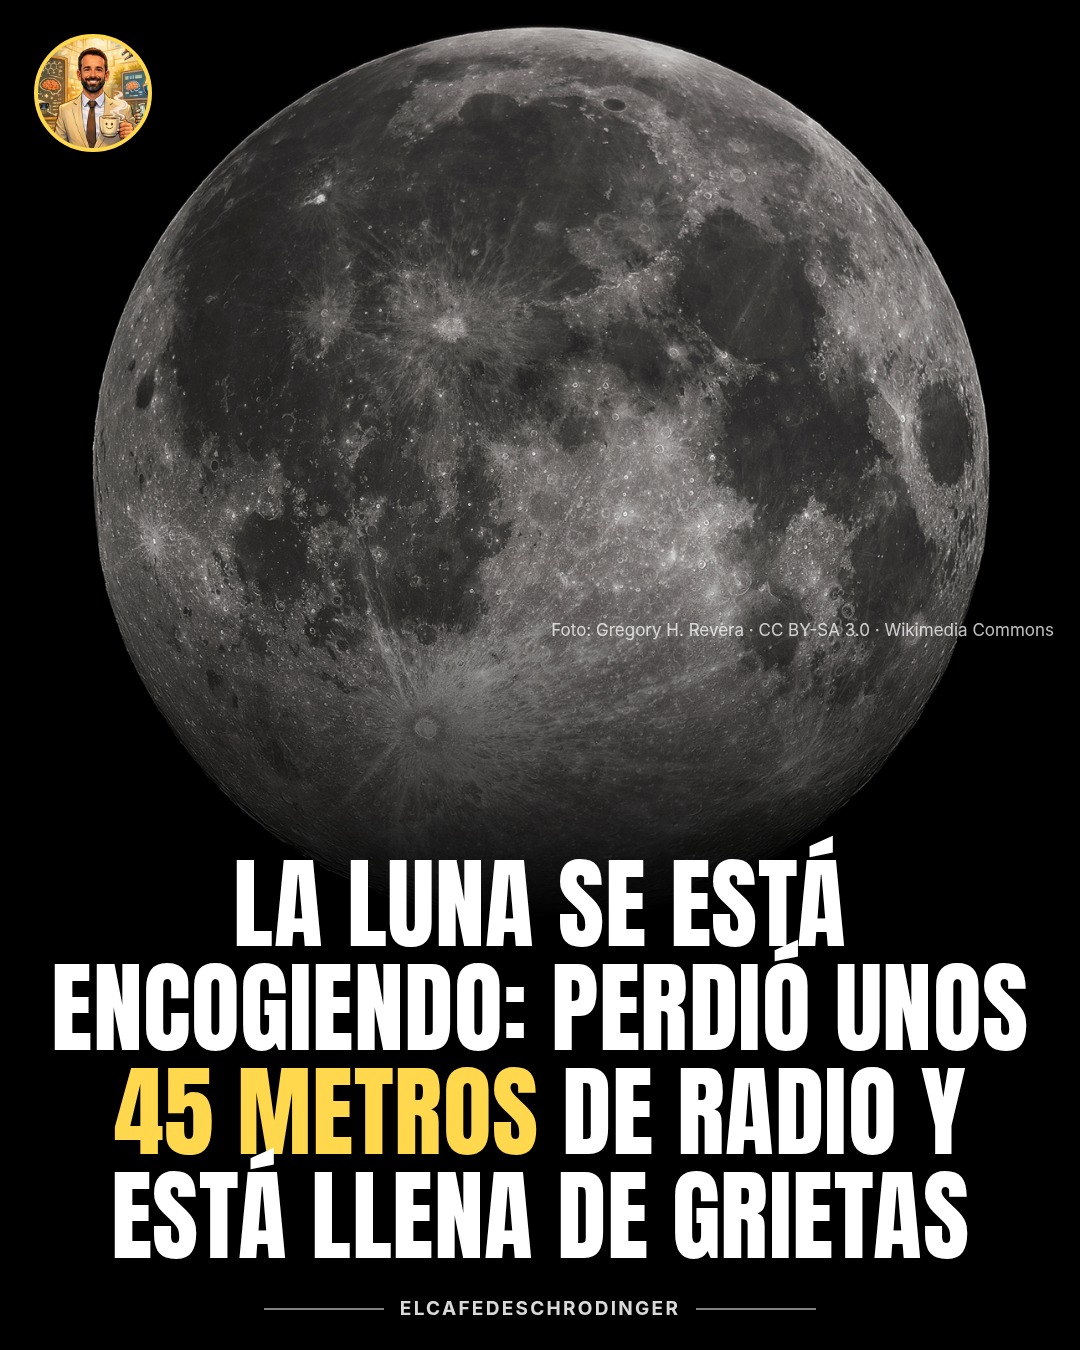 Foto: Gregory H. Revera · CC BY-SA 3.0 · Wikimedia Commons
LA LUNA SE ESTÁ
ENCOGIENDO: PERDIÓ UNOS
45 METROS DE RADIO Y
ESTÁ LLENA DE GRIETAS
ELCAFEDESCHRODINGER